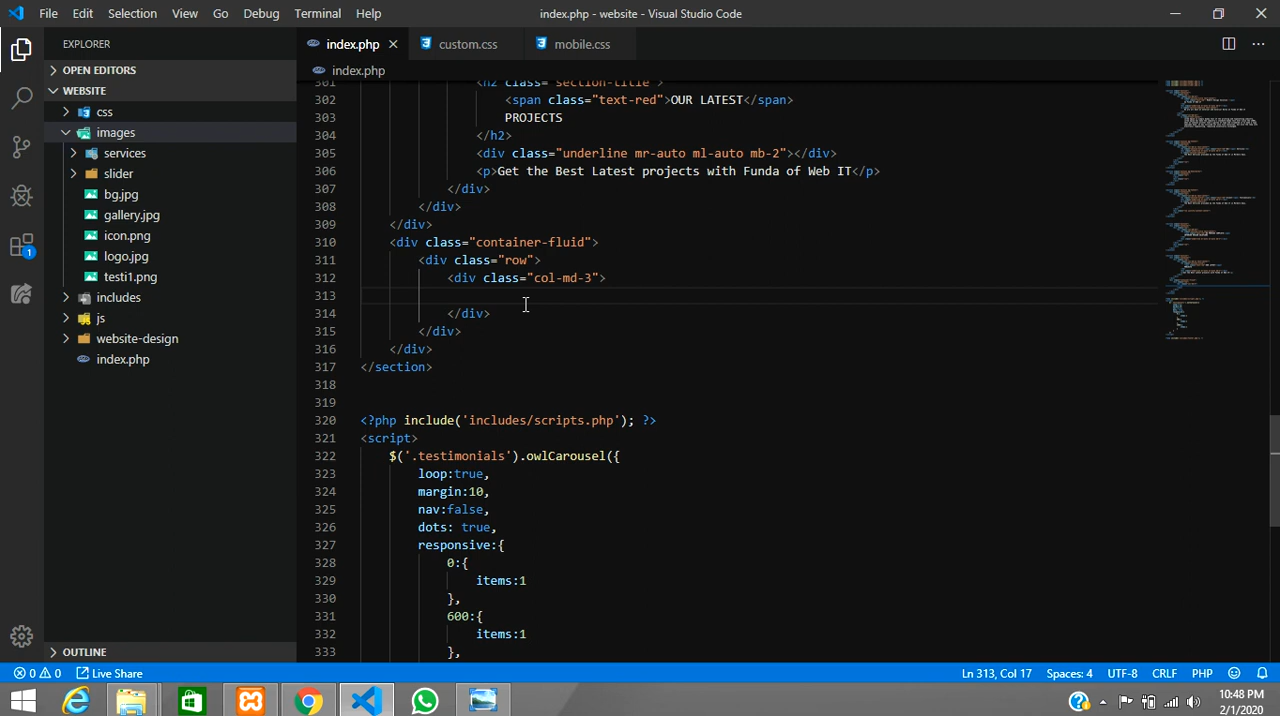 File Edit Selection View Go Debug Terminal Help
index.php - website - Visual Studio Code
EXPLORER
index.php
custom.css
mobile.css
OPEN EDITORS
index.php
WEBSITE
css
images
services
slider
bg.jpg
gallery.jpg
icon.png
logo.jpg
testi1.png
includes
js
website-design
index.php
OUTLINE
1
301 <h2 class="section-title">
302 <span class="text-red">OUR LATEST</span>
303 PROJECTS
304 </h2>
305 <div class="underline mr-auto ml-auto mb-2"></div>
306 <p>Get the Best Latest projects with Funda of Web IT</p>
307 </div>
308 </div>
309 </div>
310 <div class="container-fluid">
311 <div class="row">
312 <div class="col-md-3">
313
314 </div>
315 </div>
316 </div>
317 </section>
318
319
320 <?php include('includes/scripts.php'); ?>
321 <script>
322 $('.testimonials').owlCarousel({
323 loop:true,
324 margin:10,
325 nav:false,
326 dots: true,
327 responsive:{
328 0:{
329 items:1
330 },
331 600:{
332 items:1
333 },
0 0 Live Share
Ln 313, Col 17 Spaces: 4 UTF-8 CRLF PHP
10:48 PM
2/1/2020